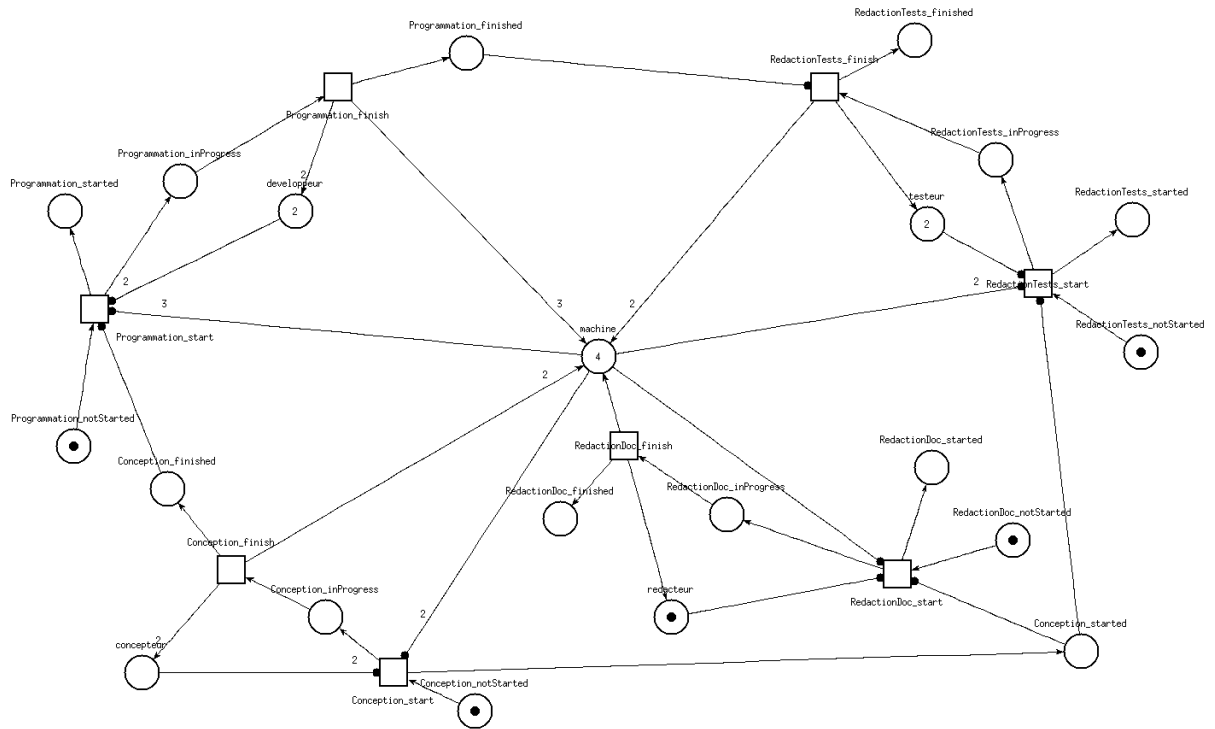 Programmation_finished
RedactionTests_finished
RedactionTests_finish
Programmation_finish
RedactionTests_inProgress
Programmation_inProgress
2
developpeur
Programmation_started
RedactionTests_started
testeur
2
2
2
2
RedactionTests_start
3
3
2
Programmation_start
machine
RedactionTests_notStarted
4
2
Programmation_notStarted
RedactionDoc_finish
RedactionDoc_started
Conception_finished
RedactionDoc_finished
RedactionDoc_inProgress
RedactionDoc_notStarted
Conception_finish
Conception_inProgress
redacteur
RedactionDoc_start
2
Conception_started
concepteur
2
2
Conception_notStarted
Conception_start